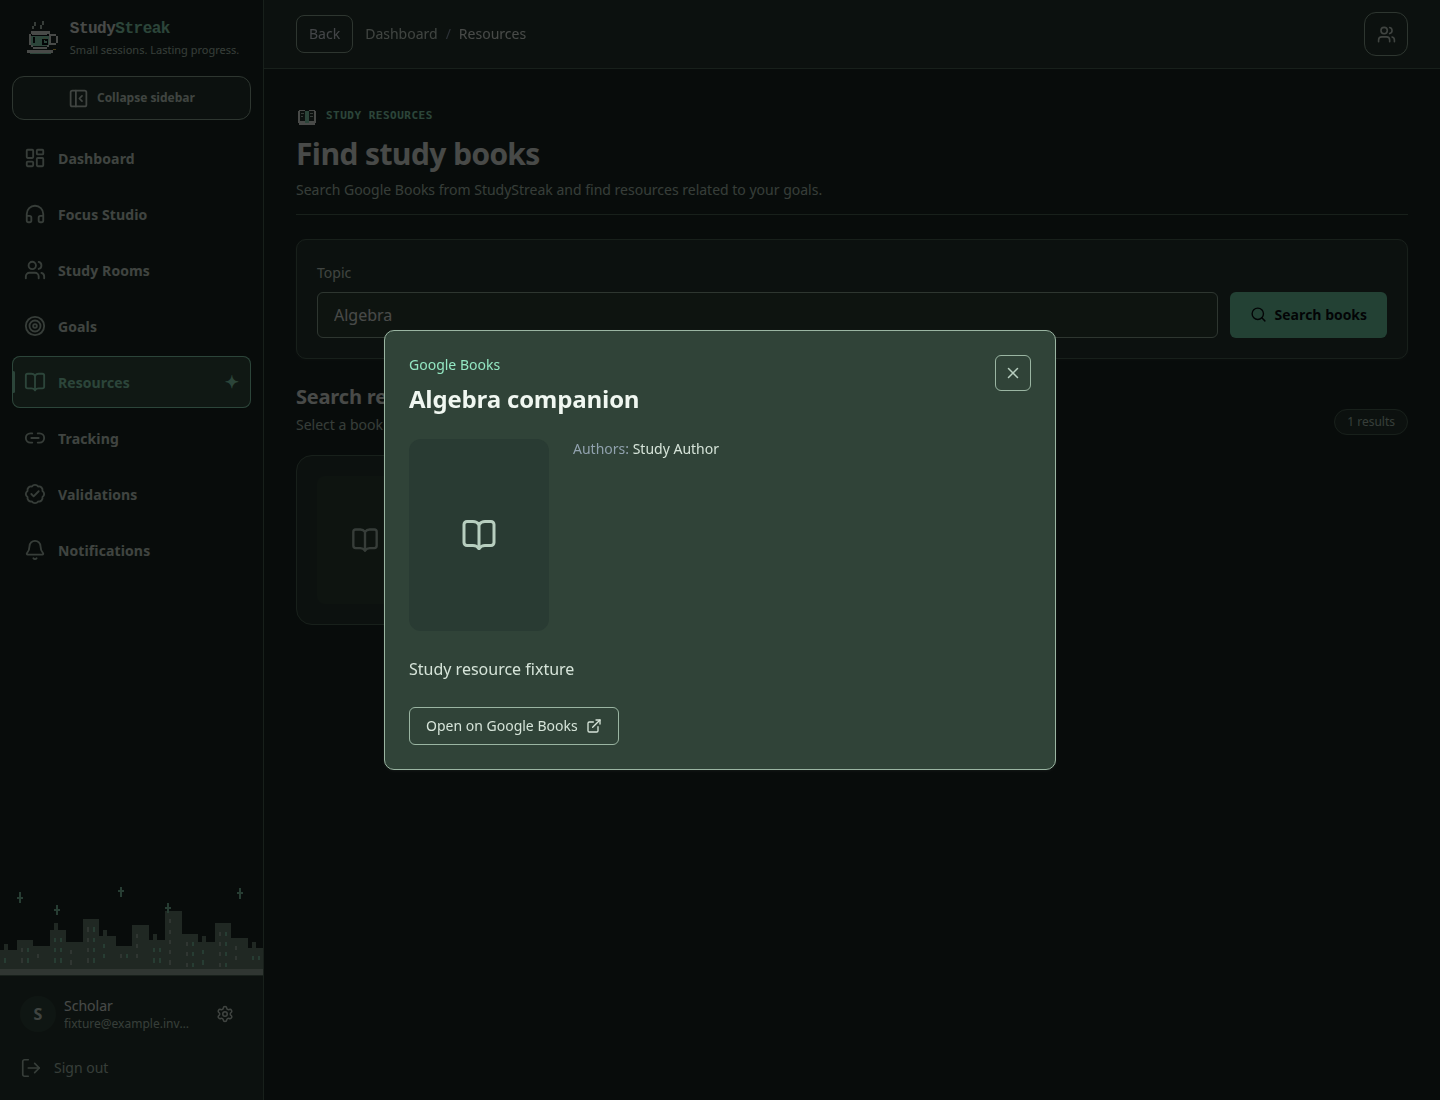 StudyStreak
Small sessions. Lasting progress.
Collapse sidebar
Dashboard
Focus Studio
Study Rooms
Goals
Resources
Tracking
Validations
Notifications
S
Scholar
fixture@example.inv...
Sign out
Back
Dashboard / Resources
STUDY RESOURCES
Find study books
Search Google Books from StudyStreak and find resources related to your goals.
Topic
Algebra
Search books
Search re
Select a book
1 results
Google Books
Algebra companion
Authors: Study Author
Study resource fixture
Open on Google Books